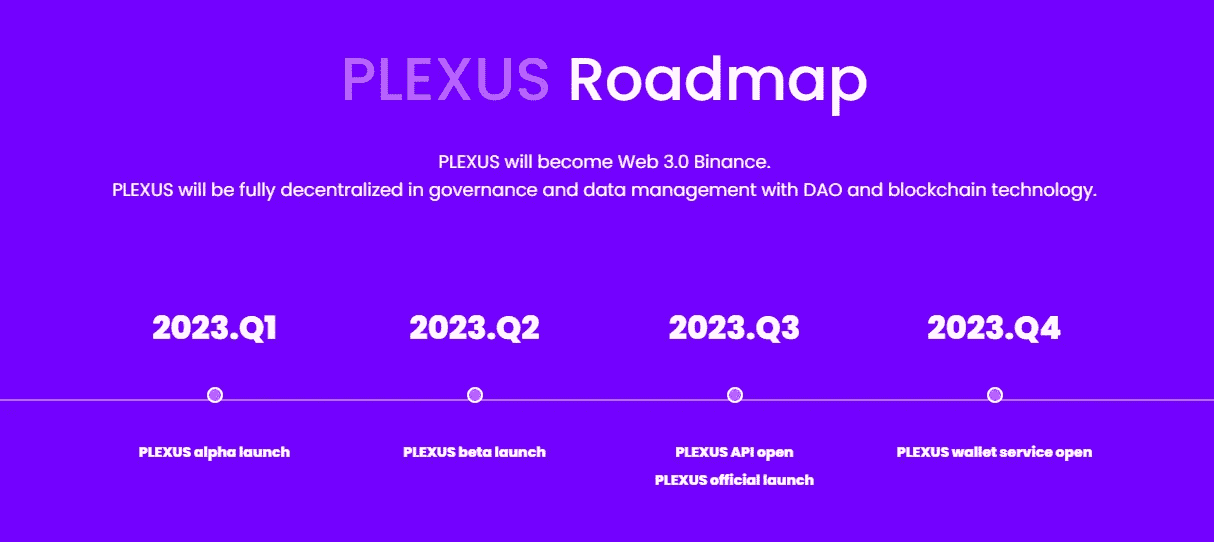 PLEXUS Roadmap
PLEXUS will become Web 3.0 Binance.
PLEXUS will be fully decentralized in governance and data management with DAO and blockchain technology.
2023.Q1 2023.Q2 2023.Q3 2023.Q4
PLEXUS alpha launch PLEXUS beta launch PLEXUS API open PLEXUS wallet service open
PLEXUS official launch